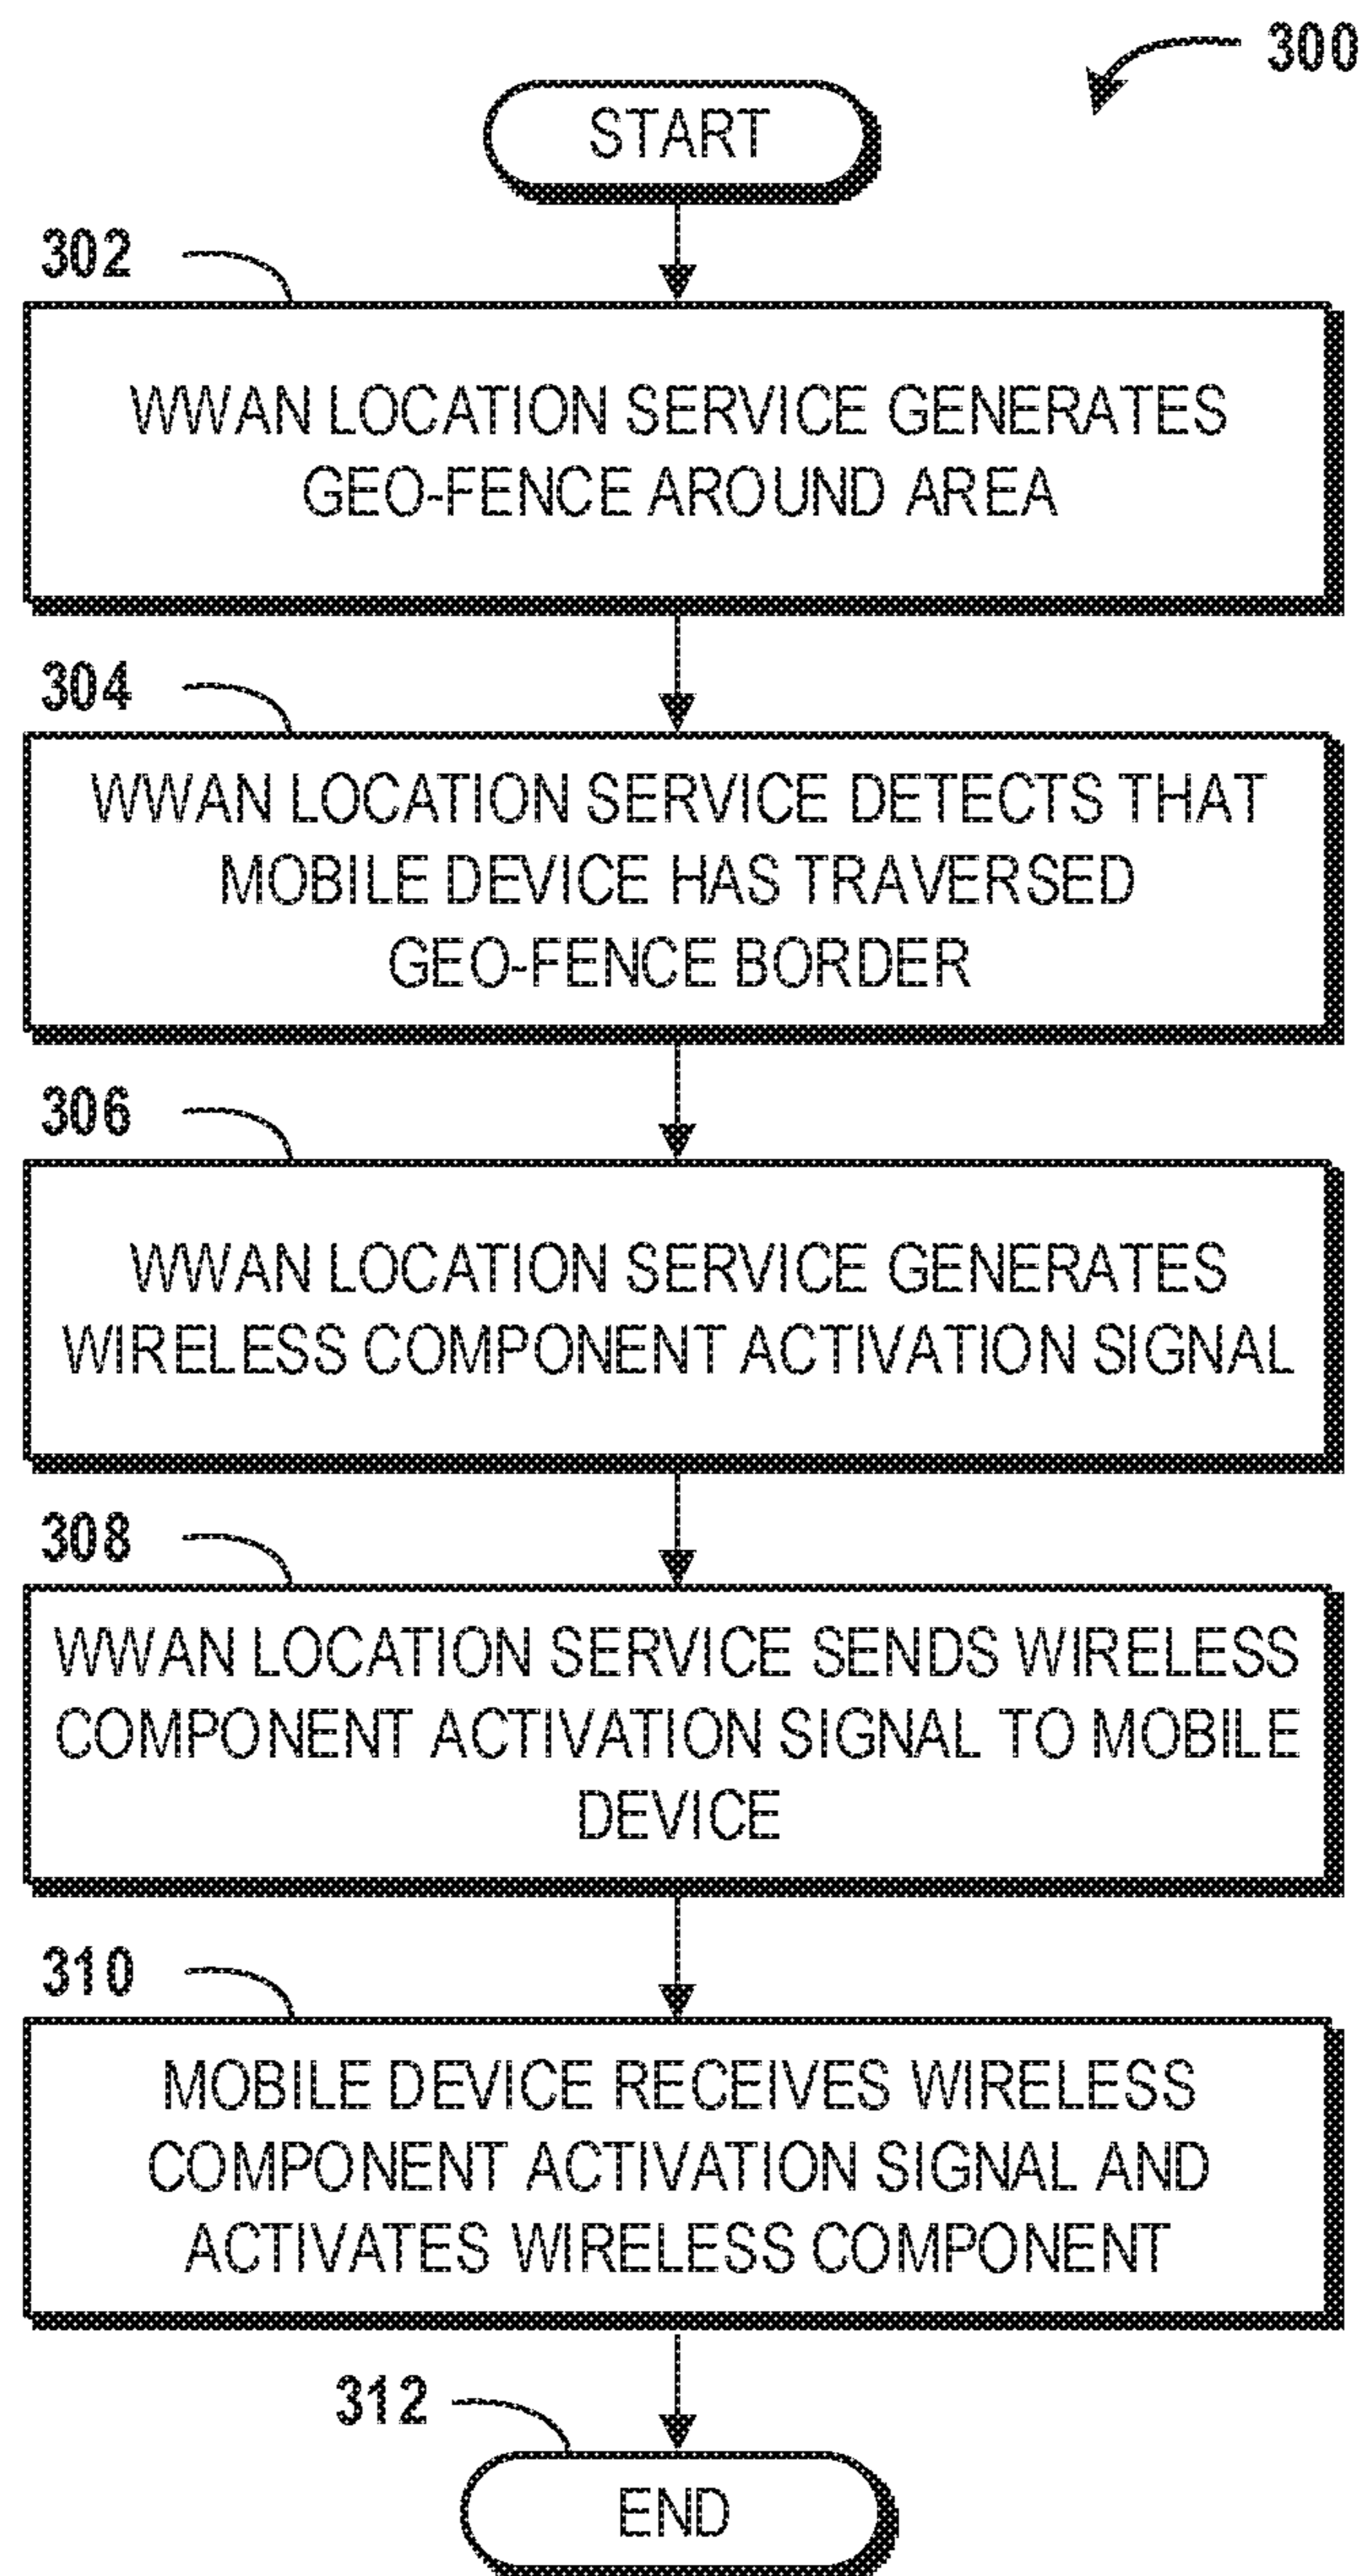 300
START
302
WWAN LOCATION SERVICE GENERATES
GEO-FENCE AROUND AREA
304
WWAN LOCATION SERVICE DETECTS THAT
MOBILE DEVICE HAS TRAVERSED
GEO-FENCE BORDER
306
WWAN LOCATION SERVICE GENERATES
WIRELESS COMPONENT ACTIVATION SIGNAL
308
WWAN LOCATION SERVICE SENDS WIRELESS
COMPONENT ACTIVATION SIGNAL TO MOBILE
DEVICE
310
MOBILE DEVICE RECEIVES WIRELESS
COMPONENT ACTIVATION SIGNAL AND
ACTIVATES WIRELESS COMPONENT
312
END